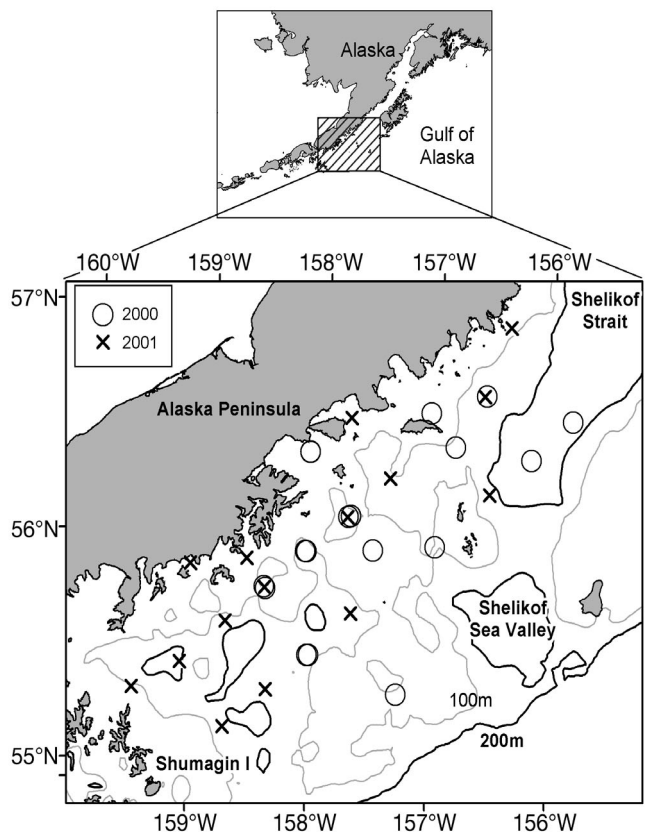 Alaska
Gulf of
Alaska
160°W 159°W 158°W 157°W 156°W
57°N
2000
2001
Shelikof
Strait
Alaska Peninsula
56°N
Shelikof
Sea Valley
100m
200m
55°N
Shumagin I
159°W 158°W 157°W 156°W